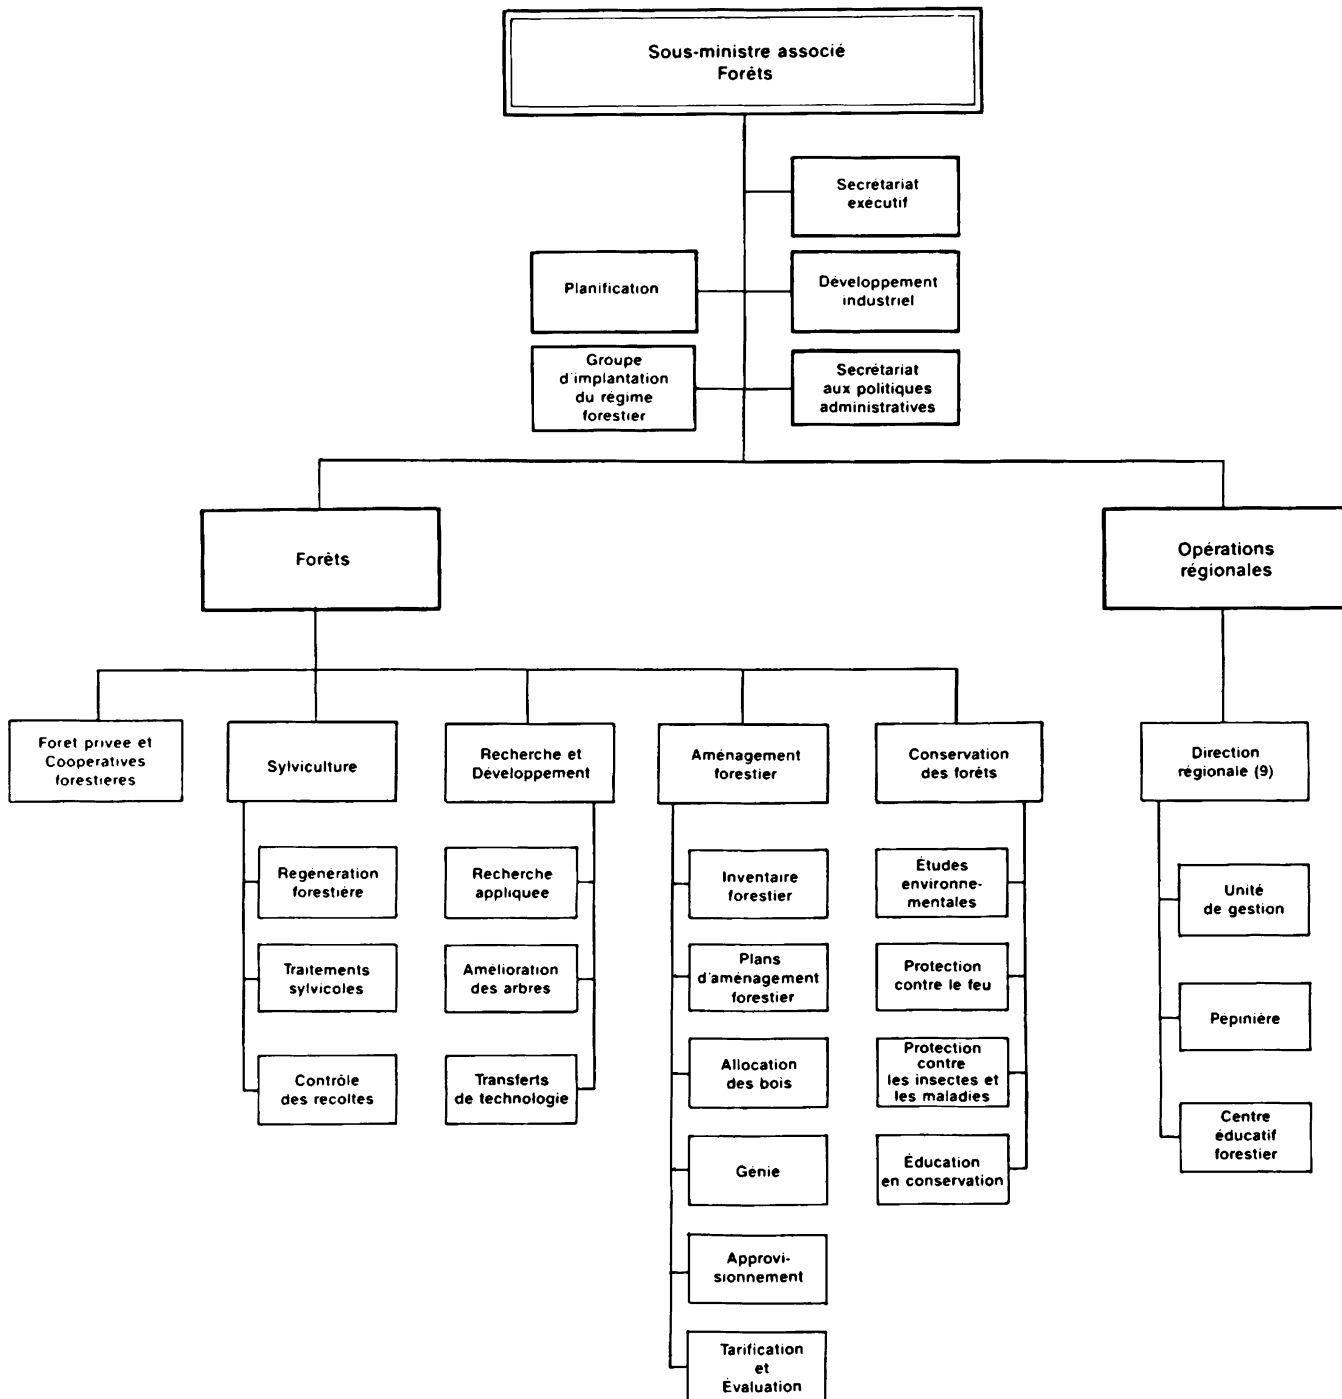 Sous-ministre associé
Forêts
Secrétariat
exécutif
Planification
Développement
industriel
Groupe
d'implantation
du régime
forestier
Secrétariat
aux politiques
administratives
Forêts
Opérations
régionales
Foret privee et
Cooperatives
forestieres
Sylviculture
Recherche et
Développement
Aménagement
forestier
Conservation
des forêts
Direction
régionale (9)
Regénération
forestière
Traitements
sylvicoles
Contrôle
des recoltes
Recherche
appliquee
Amélioration
des arbres
Transferts
de technologie
Inventaire
forestier
Plans
d'aménagement
forestier
Allocation
des bois
Génie
Approvi-
sionnement
Tarification
et
Évaluation
Études
environne-
mentales
Protection
contre le feu
Protection
contre
les insectes et
les maladies
Éducation
en conservation
Unité
de gestion
Pépinière
Centre
éducatif
forestier